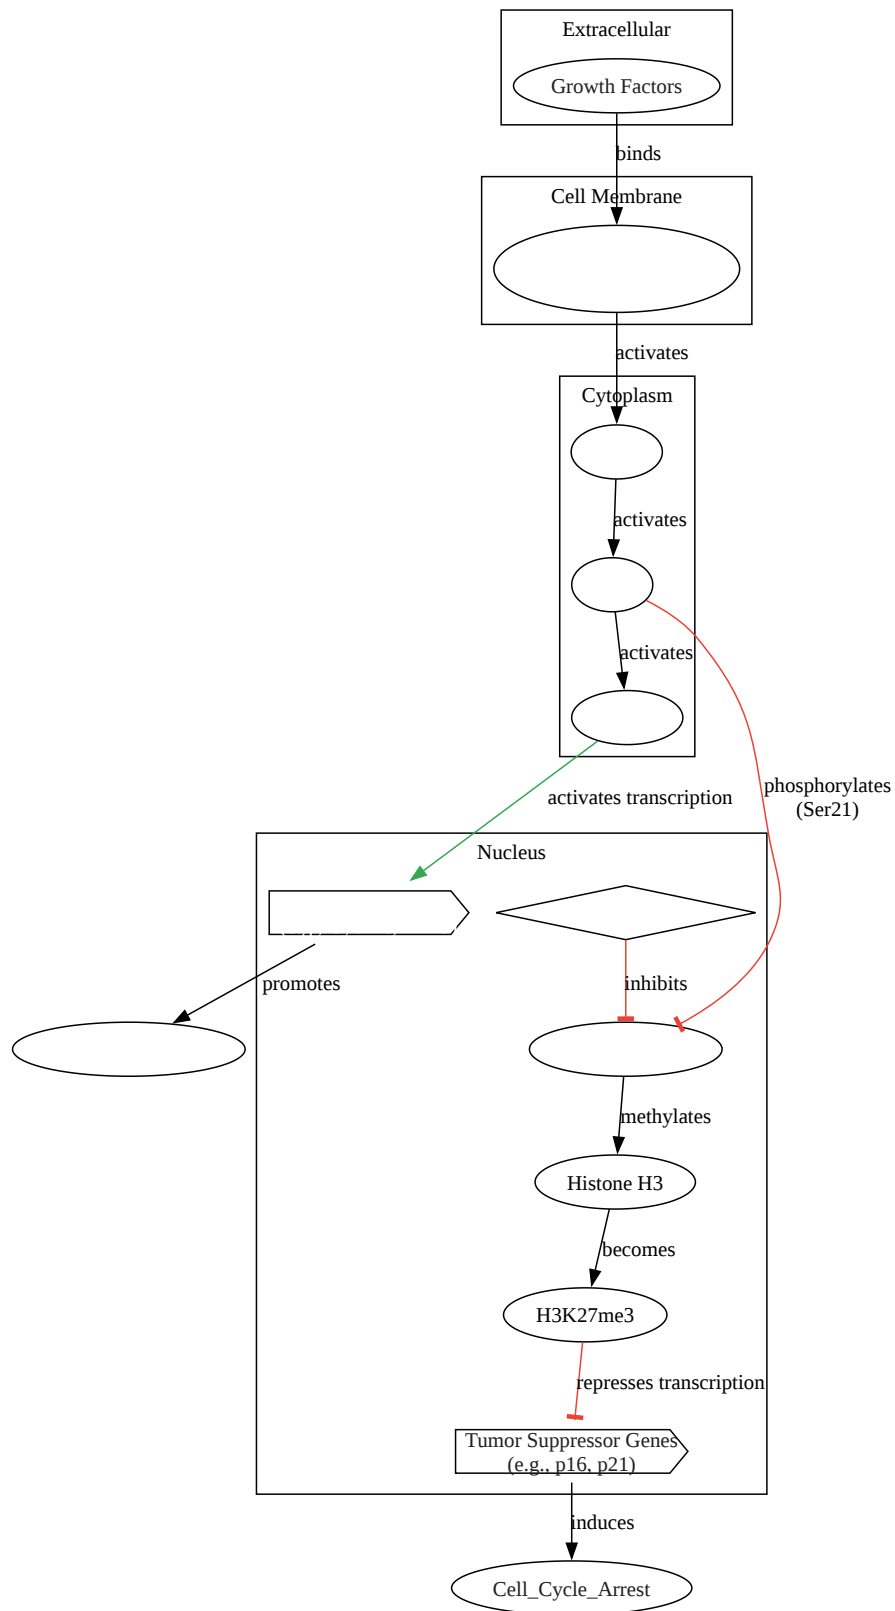 Extracellular
Growth Factors
binds
Cell Membrane
activates
Cytoplasm
activates
activates
activates transcription
phosphorylates
(Ser21)
Nucleus
promotes
inhibits
methylates
Histone H3
becomes
H3K27me3
represses transcription
Tumor Suppressor Genes
(e.g., p16, p21)
induces
Cell_Cycle_Arrest